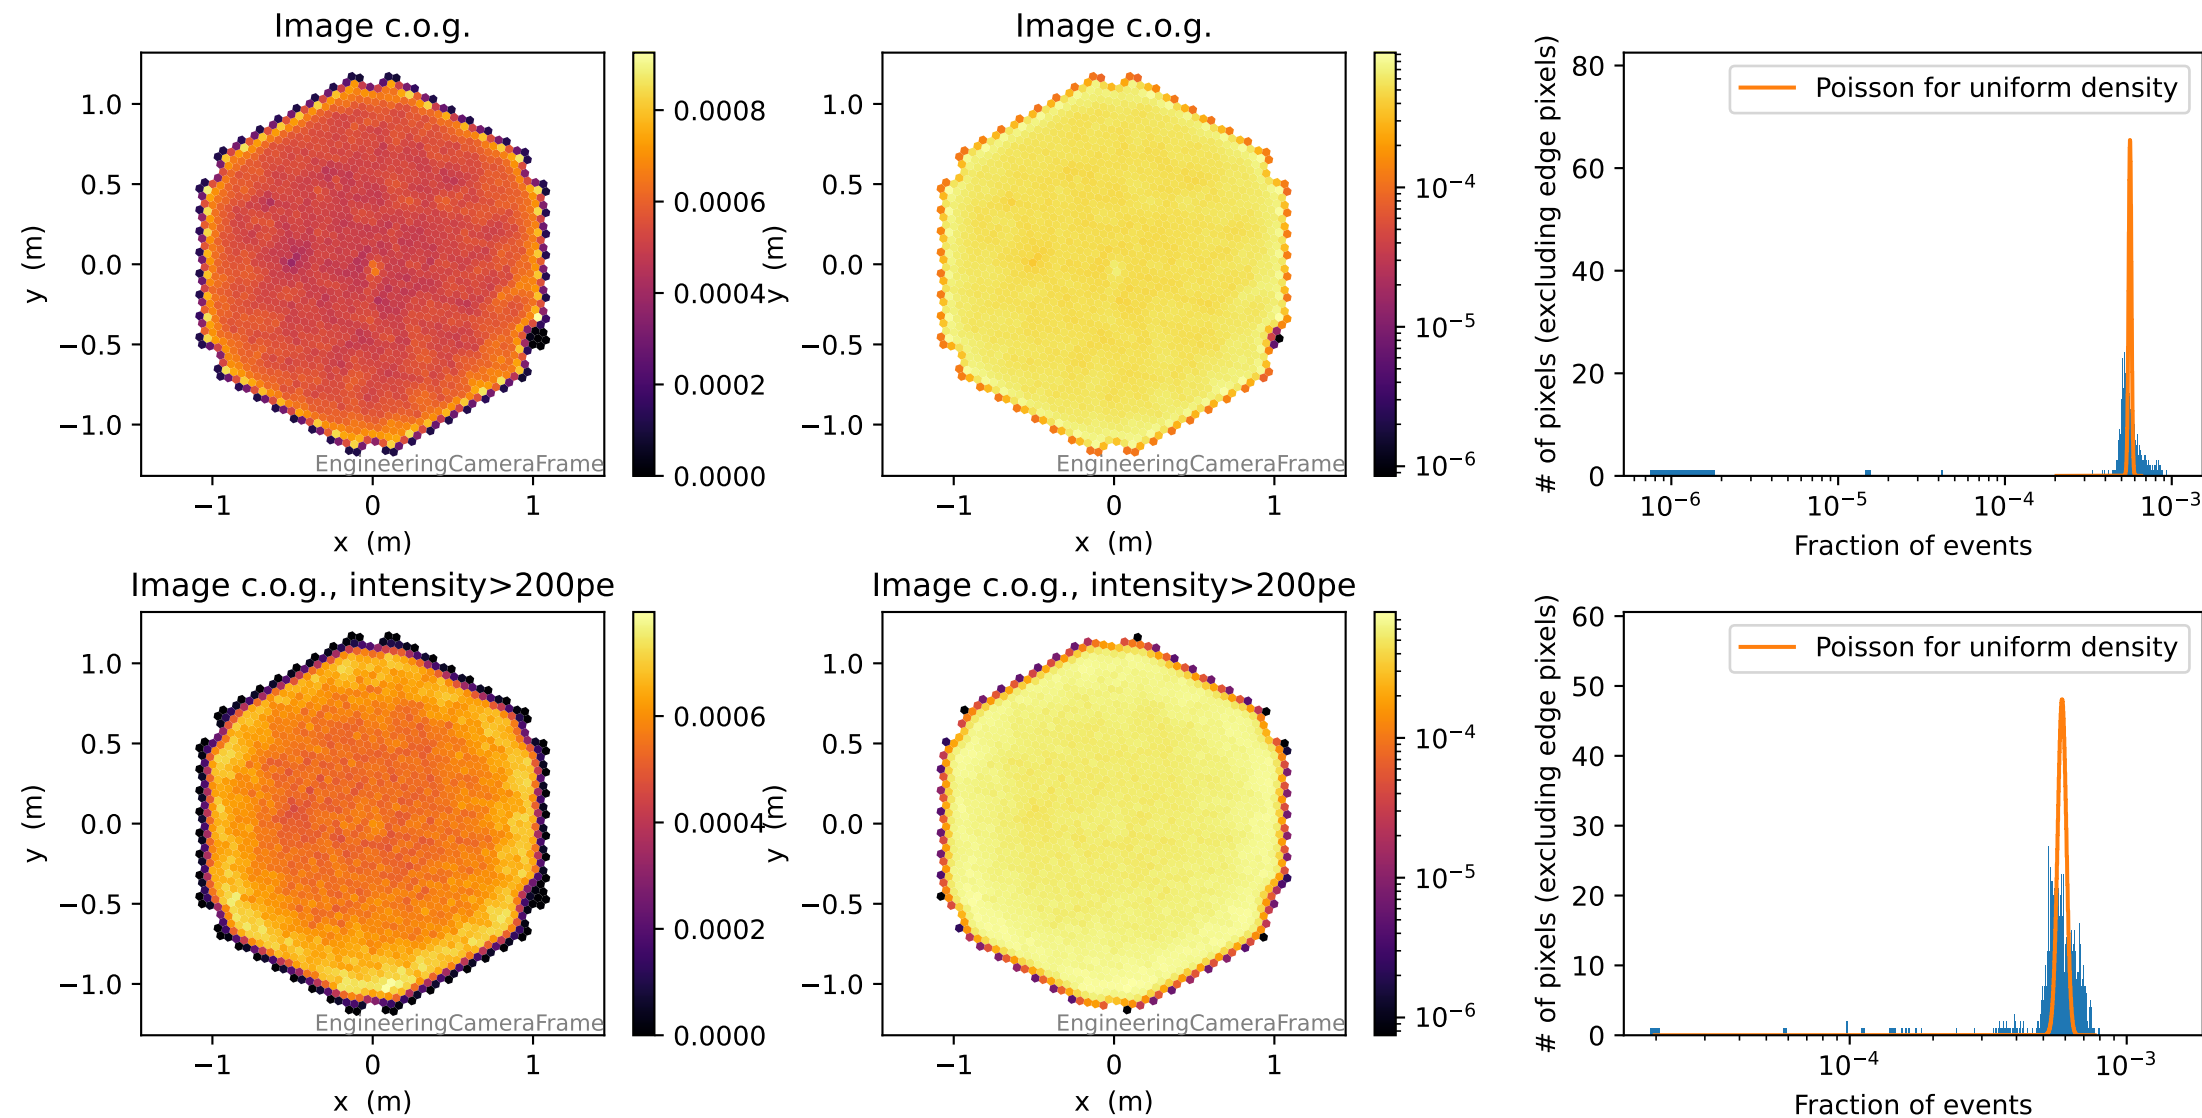 Image c.o.g.
1.0
0.5
0.0
−0.5
−1.0
y (m)
−1
0
1
x (m)
EngineeringCameraFrame
0.0008
0.0006
0.0004
0.0002
0.0000
Image c.o.g.
1.0
0.5
0.0
−0.5
−1.0
y (m)
−1
0
1
x (m)
EngineeringCameraFrame
10−4
10−5
10−6
80
60
40
20
0
# of pixels (excluding edge pixels)
Poisson for uniform density
10−6
10−5
10−4
10−3
Fraction of events
Image c.o.g., intensity>200pe
1.0
0.5
0.0
−0.5
−1.0
y (m)
−1
0
1
x (m)
EngineeringCameraFrame
0.0006
0.0004
0.0002
0.0000
Image c.o.g., intensity>200pe
1.0
0.5
0.0
−0.5
−1.0
y (m)
−1
0
1
x (m)
EngineeringCameraFrame
10−4
10−5
10−6
60
50
40
30
20
10
0
# of pixels (excluding edge pixels)
Poisson for uniform density
10−4
10−3
Fraction of events